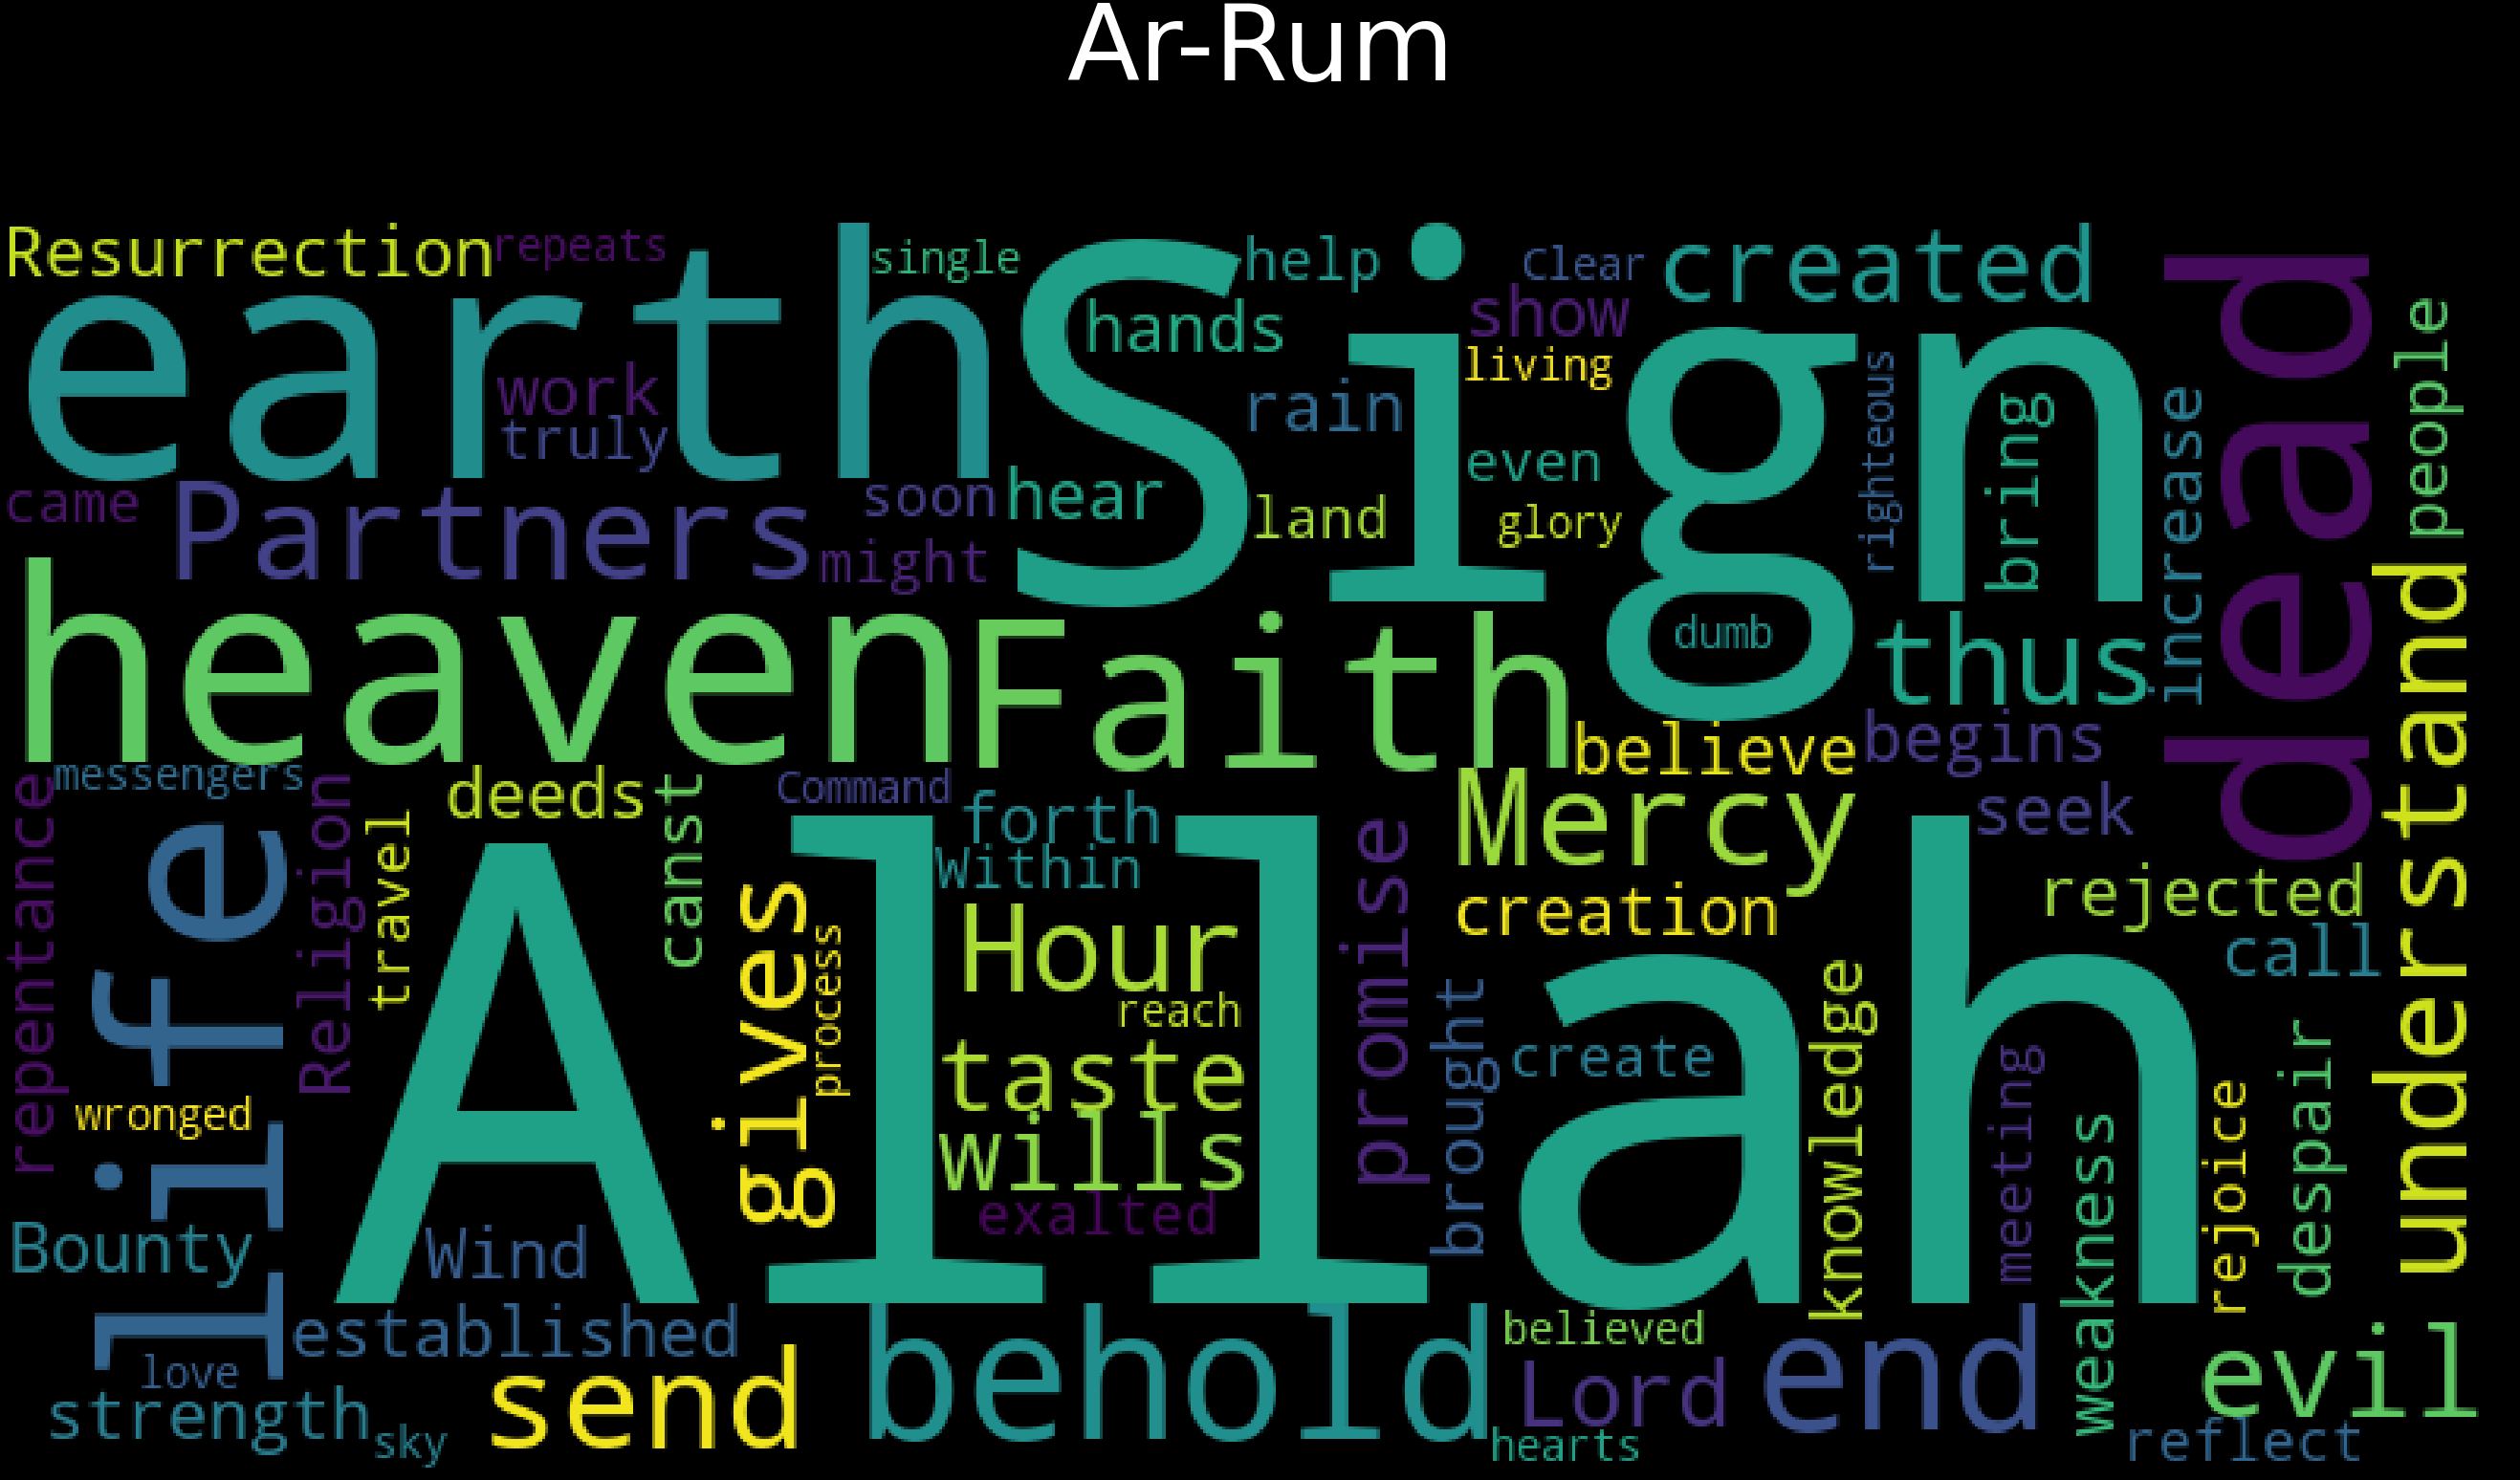 Ar-Rum
Resurrection
repeats
single
help
Clear
created
earth
Sign
hands
show
living
work
truly
rain
righteous
bring
increase
dead
people
came
Partners
soon
hear
might
land
even
glory
heaven
Faith
dumb
thus
understand
messengers
deeds
canst
Command
believe
begins
repentance
life
Religion
travel
forth
Within
Mercy
seek
promise
creation
rejected
call
Allah
gives
process
Hour
reach
taste
Wills
exalted
brought
create
knowledge
meeting
weakness
rejoice
despair
wronged
Bounty
Wind
established
love
strength
sky
send
behold
believed
Lord
hearts
end
evil
reflect